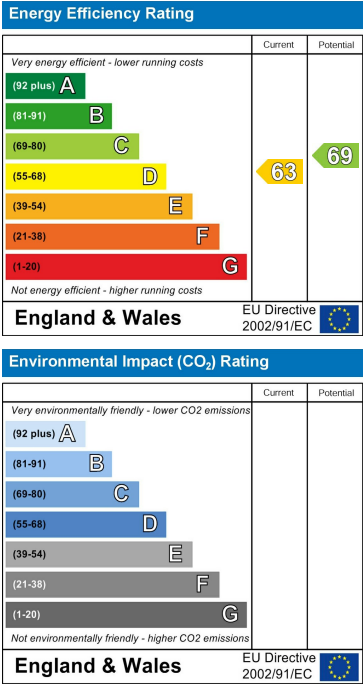 Energy Efficiency Rating
Current Potential
Very energy efficient - lower running costs
(92 plus) A
(81-91) B
(69-80) C
(55-68) D
(39-54) E
(21-38) F
(1-20) G
63
69
Not energy efficient - higher running costs
England & Wales
EU Directive
2002/91/EC
Environmental Impact (CO₂) Rating
Current Potential
Very environmentally friendly - lower CO2 emissions
(92 plus) A
(81-91) B
(69-80) C
(55-68) D
(39-54) E
(21-38) F
(1-20) G
Not environmentally friendly - higher CO2 emissions
England & Wales
EU Directive
2002/91/EC